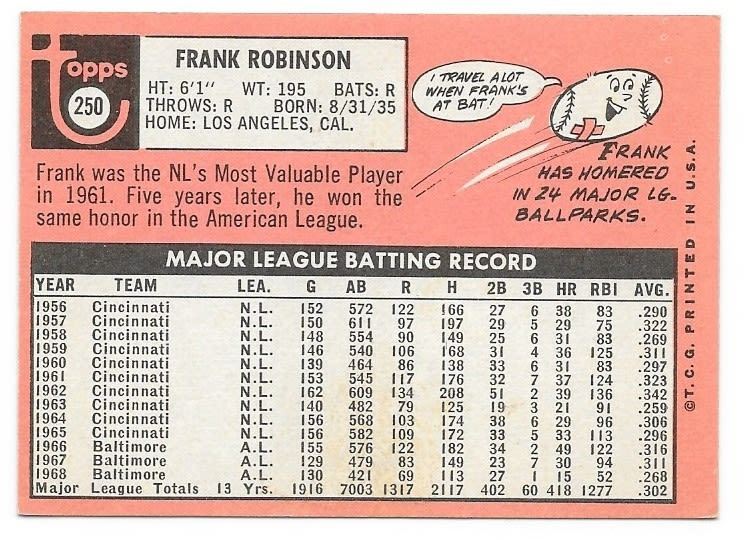 Topps
250
FRANK ROBINSON
HT: 6'1" WT: 195 BATS: R
THROWS: R BORN: 8/31/35
HOME: LOS ANGELES, CAL.
I TRAVEL A LOT
WHEN FRANK'S
AT BAT!
FRANK
HAS HOMERED
IN 24 MAJOR LG.
BALLPARKS.
Frank was the NL's Most Valuable Player
in 1961. Five years later, he won the
same honor in the American League.
MAJOR LEAGUE BATTING RECORD
YEAR TEAM LEA. G AB R H 2B 3B HR RBI AVG.
1956 Cincinnati N.L. 152 572 122 166 27 6 38 83 .290
1957 Cincinnati N.L. 150 611 97 197 29 5 29 75 .322
1958 Cincinnati N.L. 148 554 90 149 25 6 31 83 .269
1959 Cincinnati N.L. 146 540 106 168 31 4 36 125 .311
1960 Cincinnati N.L. 139 464 86 138 33 6 31 83 .297
1961 Cincinnati N.L. 153 545 117 176 32 7 37 124 .323
1962 Cincinnati N.L. 162 609 134 208 51 2 39 136 .342
1963 Cincinnati N.L. 140 482 79 125 19 3 21 91 .259
1964 Cincinnati N.L. 156 568 103 174 38 6 29 96 .306
1965 Cincinnati N.L. 156 582 109 172 33 5 33 113 .296
1966 Baltimore A.L. 155 576 122 182 34 2 49 122 .316
1967 Baltimore A.L. 129 479 83 149 23 7 30 94 .311
1968 Baltimore A.L. 130 421 69 113 27 1 15 52 .268
Major League Totals 13 Yrs. 1916 7003 1317 2117 402 60 418 1277 .302
©T.C.G. PRINTED IN U.S.A.